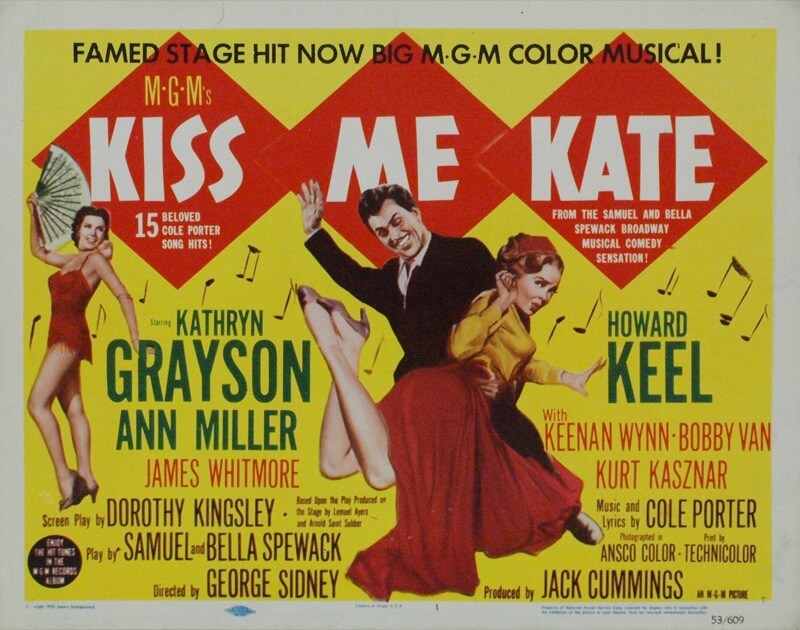 FAMED STAGE HIT NOW BIG M·G·M COLOR MUSICAL!
M·G·M's
KISS ME KATE
15 BELOVED COLE PORTER SONG HITS!
FROM THE SAMUEL AND BELLA
SPEWACK BROADWAY
MUSICAL COMEDY
SENSATION!
Starring KATHRYN
GRAYSON
ANN MILLER
JAMES WHITMORE
HOWARD
KEEL
With
KEENAN WYNN · BOBBY VAN
KURT KASZNAR
Screen Play by DOROTHY KINGSLEY ·
Based Upon the Play Produced on
the Stage by Lemuel Ayers
and Arnold Saint Subber
Play by SAMUEL and BELLA SPEWACK
Directed by GEORGE SIDNEY
Music and
Lyrics by COLE PORTER
Photographed in
ANSCO COLOR ·
Print by
TECHNICOLOR
Produced by JACK CUMMINGS
AN M-G-M PICTURE
ENJOY
THE HIT TUNES
IN THE
M G M RECORDS
ALBUM
1
53/609